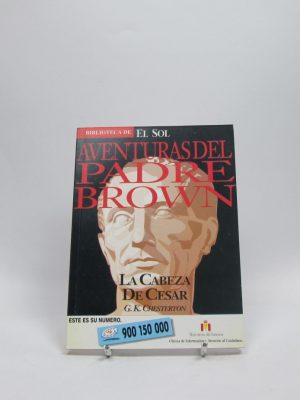 BIBLIOTECA DE EL SOL
AVENTURAS DEL
PADRE
BROWN
LA CABEZA
DE CESAR
G. K. CHESTERTON
ESTE ES SU NUMERO.
900 150 000